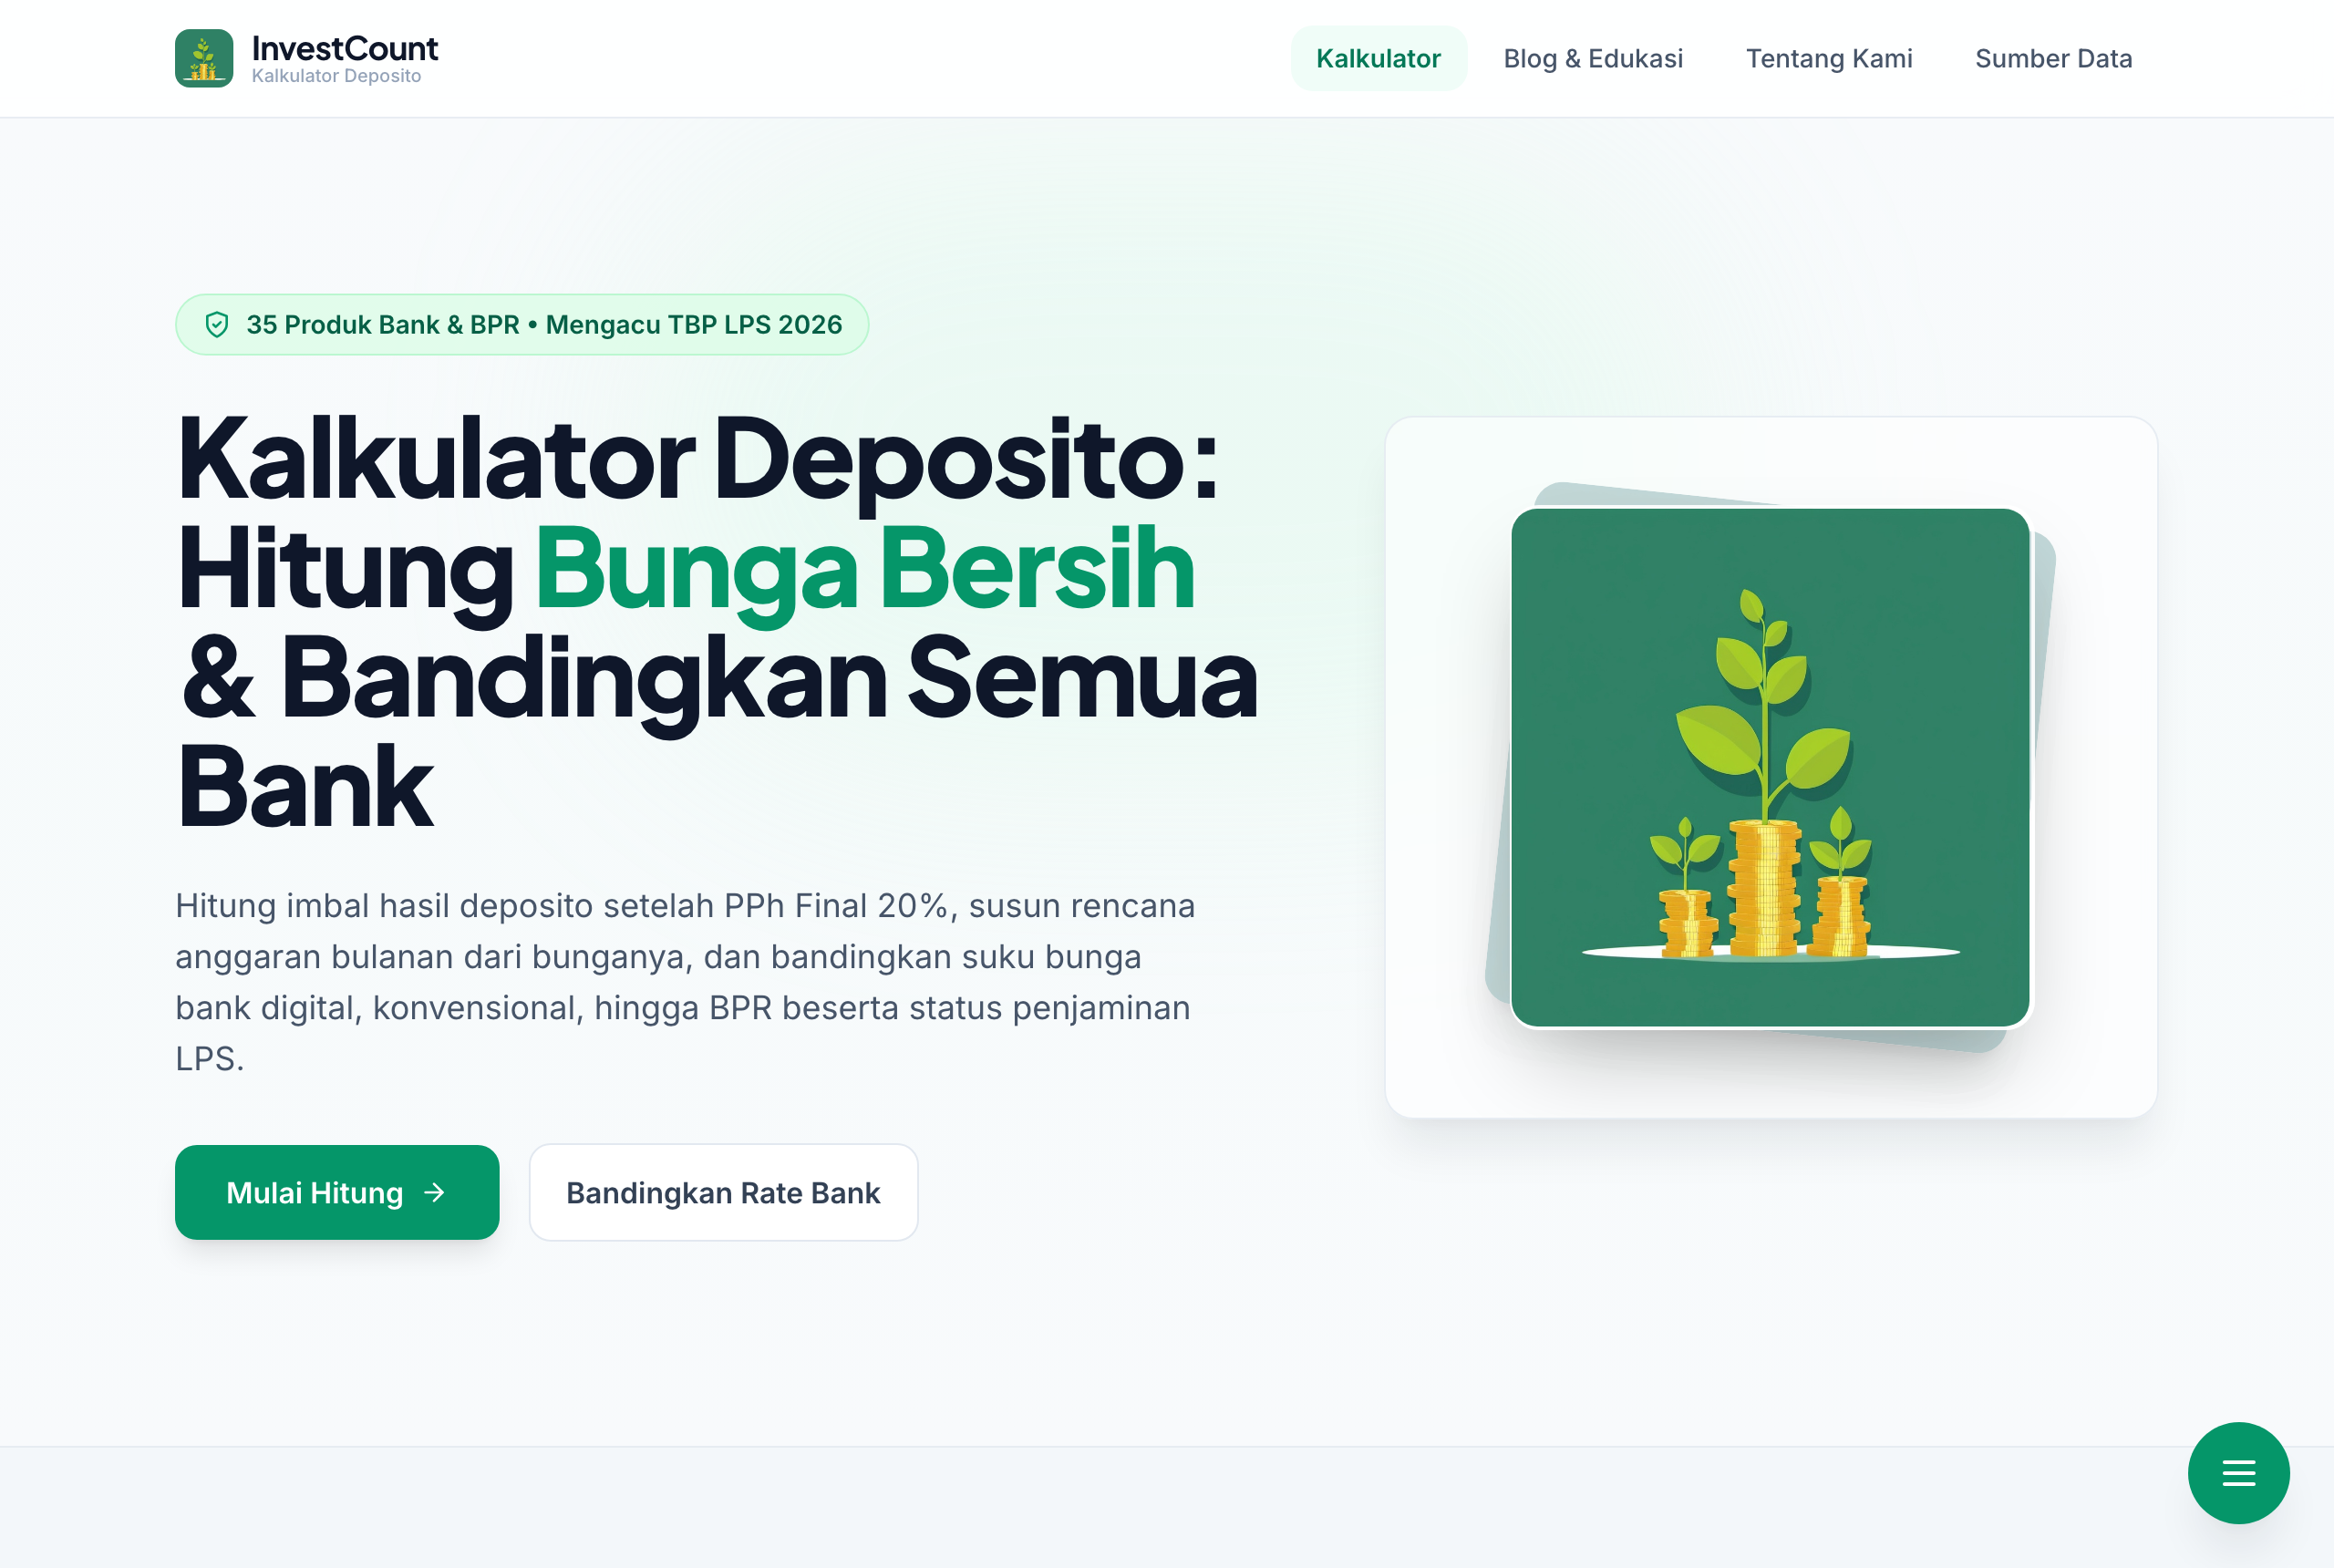 InvestCount
Kalkulator Deposito
Kalkulator
Blog & Edukasi
Tentang Kami
Sumber Data
35 Produk Bank & BPR • Mengacu TBP LPS 2026
Kalkulator Deposito:
Hitung Bunga Bersih
& Bandingkan Semua
Bank
Hitung imbal hasil deposito setelah PPh Final 20%, susun rencana
anggaran bulanan dari bunganya, dan bandingkan suku bunga
bank digital, konvensional, hingga BPR beserta status penjaminan
LPS.
Mulai Hitung →
Bandingkan Rate Bank